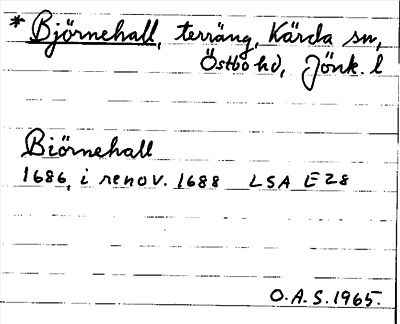 * Björnehall, terräng, Kärda sn,
Östbo hd, Jönk. l
Biörnehall
1686, i renov. 1688 LSA E28
O.A.S. 1965.